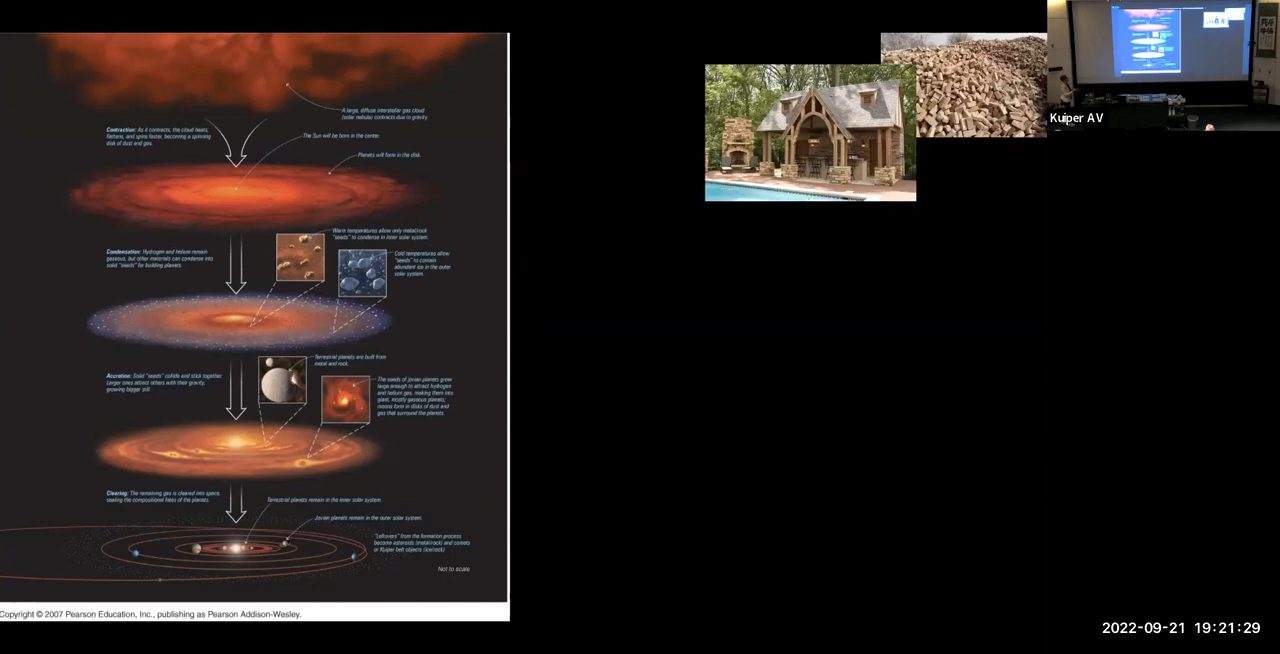 A large, diffuse interstellar gas cloud
(solar nebula) contracts due to gravity.
Contraction: As it contracts, the cloud heats,
flattens, and spins faster, becoming a spinning
disk of dust and gas.
The Sun will be born in the center.
Planets will form in the disk.
Warm temperatures allow only metal/rock
"seeds" to condense in inner solar system.
Condensation: Hydrogen and helium remain
gaseous, but other materials can condense into
solid "seeds" for building planets.
Cold temperatures allow
"seeds" to contain
abundant ice in the outer
solar system.
Terrestrial planets are built from
metal and rock.
Accretion: Solid "seeds" collide and stick together.
Larger ones attract others with their gravity,
growing bigger still.
The seeds of Jovian planets grow
large enough to attract hydrogen
and helium gas, making them into
giant, mostly gaseous planets;
moons form in disks of dust and
gas that surround the planets.
Clearing: The remaining gas is cleared into space,
sealing the compositional fates of the planets.
Terrestrial planets remain in the inner solar system.
Jovian planets remain in the outer solar system.
"Leftovers" from the formation process
become asteroids (metal/rock) and comets
or Kuiper belt objects (ice/rock).
Not to scale
Copyright © 2007 Pearson Education, Inc., publishing as Pearson Addison-Wesley.
Kuiper AV
2022-09-21 19:21:29